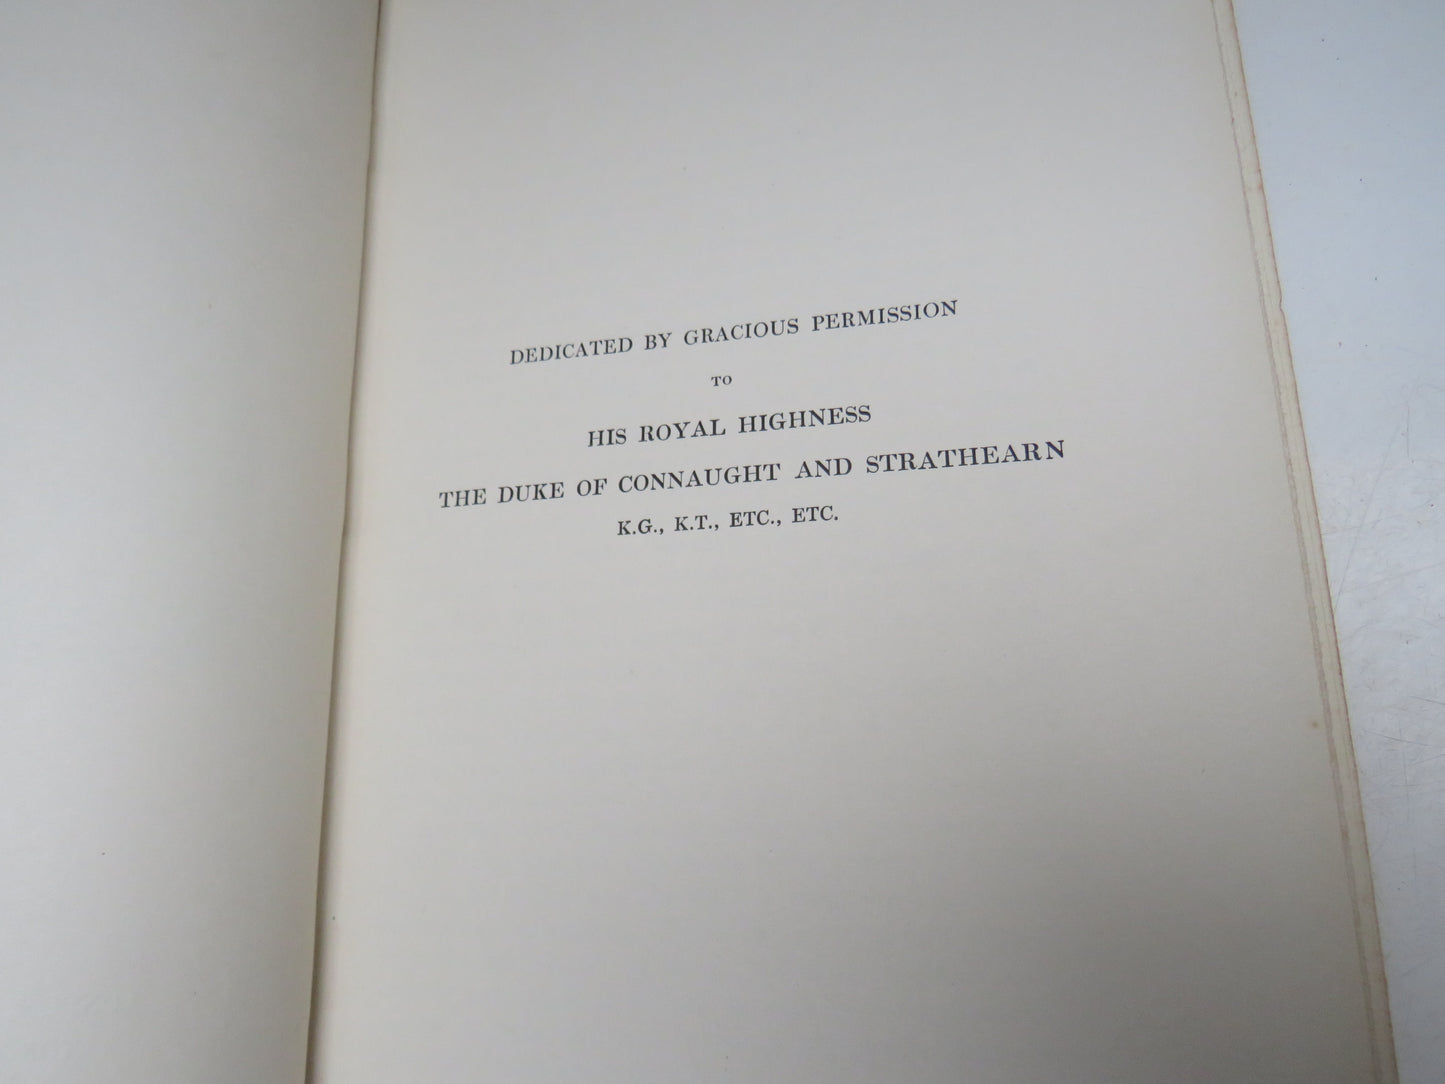 DEDICATED BY GRACIOUS PERMISSION
TO
HIS ROYAL HIGHNESS
THE DUKE OF CONNAUGHT AND STRATHEARN
K.G., K.T., ETC., ETC.